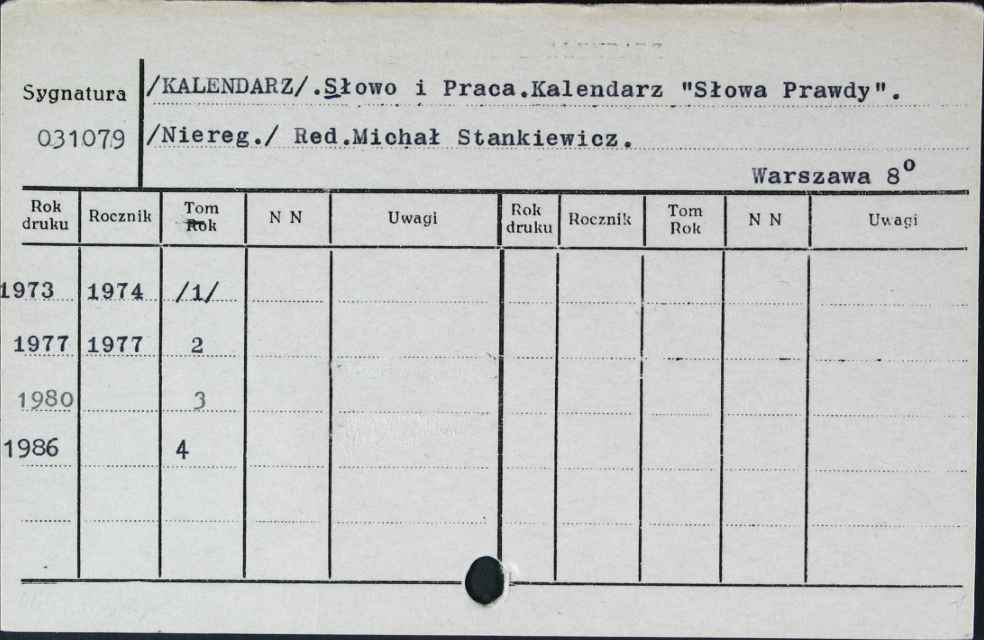 Sygnatura /KALENDARZ/.Słowo i Praca.Kalendarz "Słowa Prawdy".
031079 /Niereg./ Red.Michał Stankiewicz.
Warszawa 8º
Rok druku Rocznik Tom Rok N N Uwagi Rok druku Rocznik Tom Rok N N Uwagi
1973 1974 /1/
1977 1977 2
1980 3
1986 4